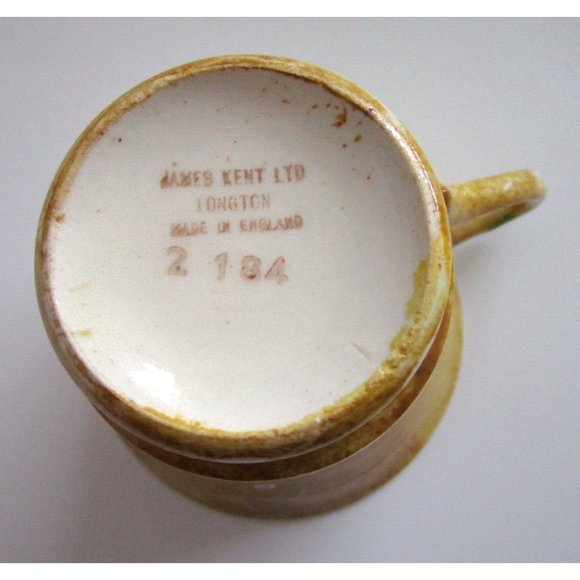 JAMES KENT LTD
LONGTON
MADE IN ENGLAND
2 184